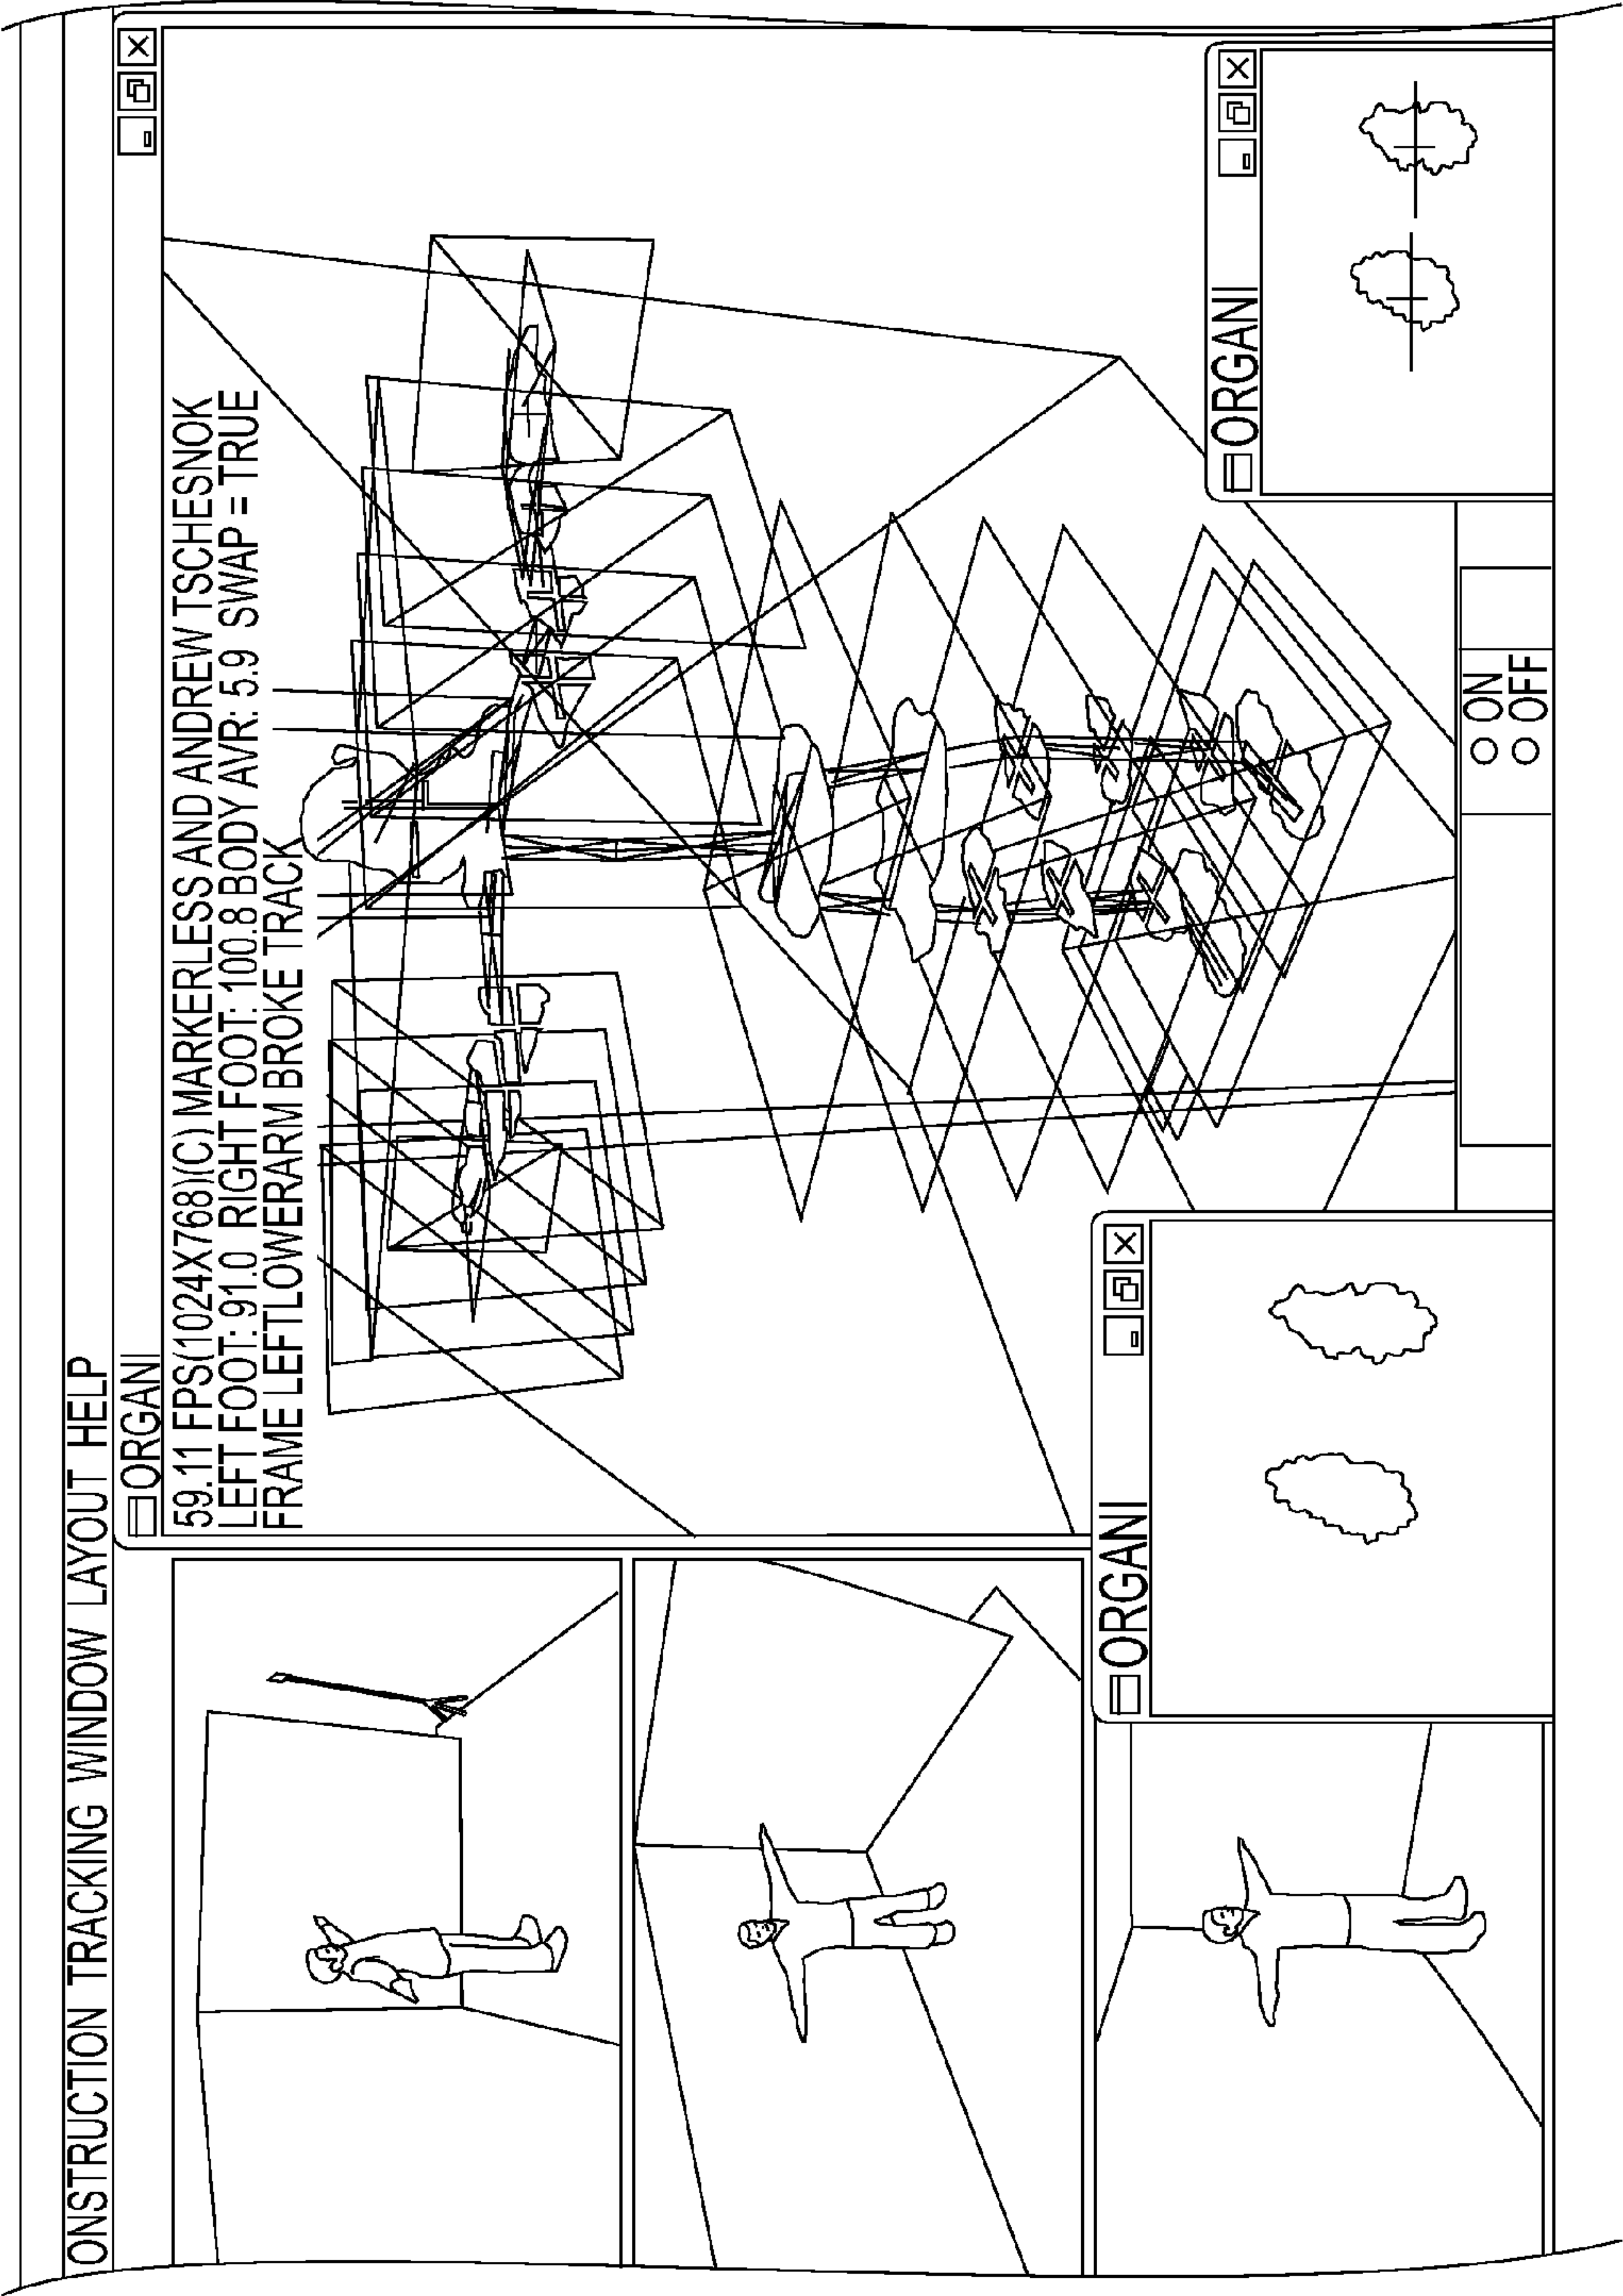 ONSTRUCTION TRACKING WINDOW LAYOUT HELP
ORGANI
59.11 FPS(1024X768)(C) MARKERLESS AND ANDREW TSCHESNOK
LEFT FOOT: 91.0 RIGHT FOOT: 100.8 BODY AVR: 5.9 SWAP = TRUE
FRAME LEFTLOWERARM BROKE TRACK
ORGANI
ORGANI
ON
OFF